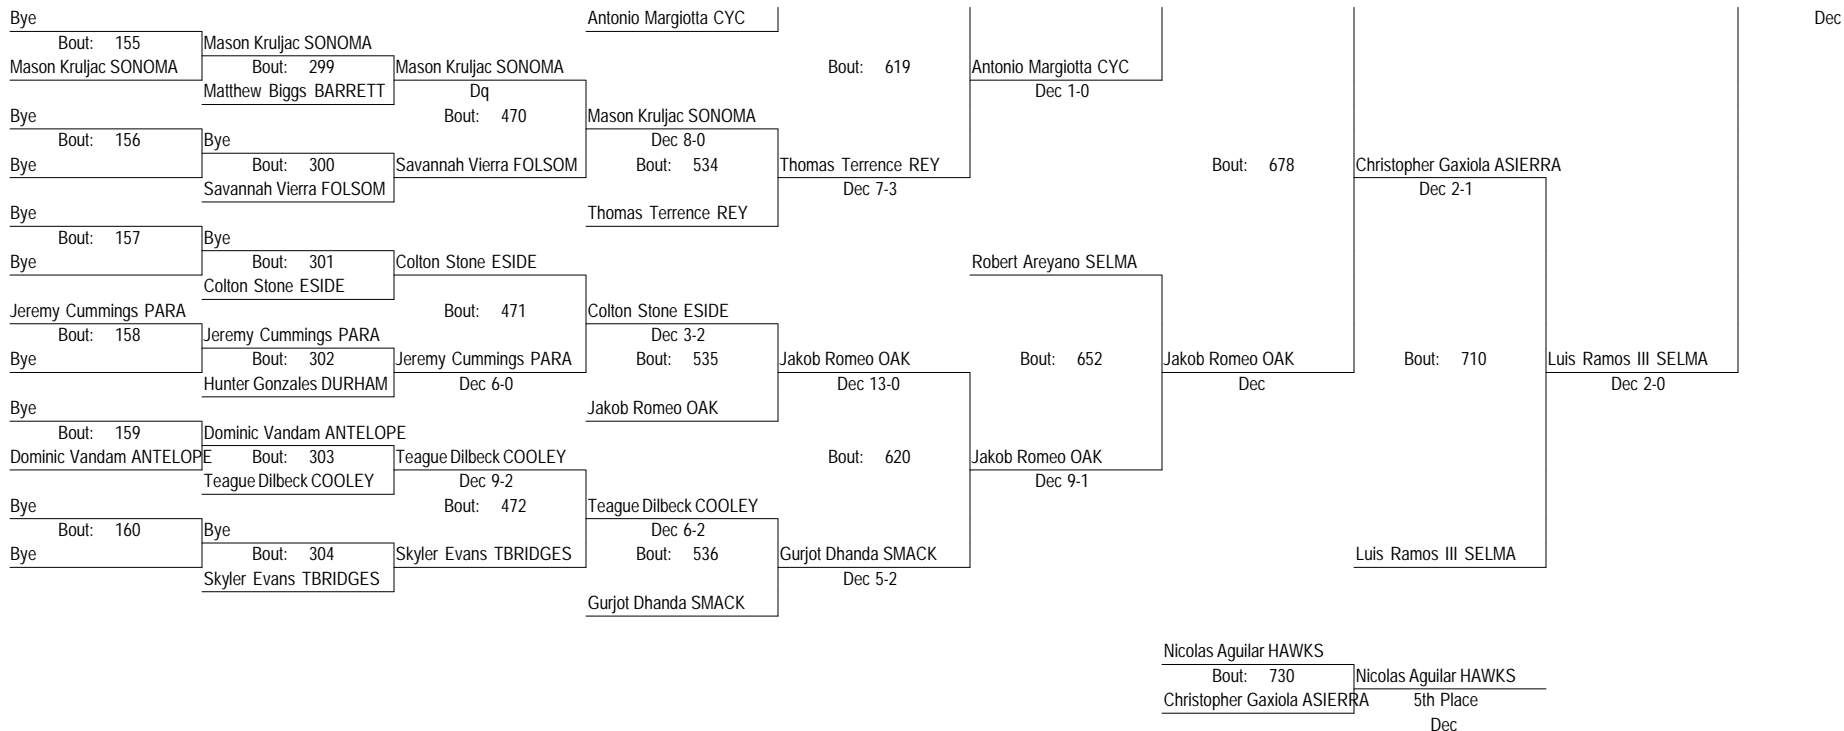 Bye
Antonio Margiotta CYC
Dec
Bout: 155
Mason Kruljac SONOMA
Mason Kruljac SONOMA
Bout: 299
Mason Kruljac SONOMA
Bout: 619
Antonio Margiotta CYC
Matthew Biggs BARRETT
Dq
Dec 1-0
Bye
Bout: 470
Mason Kruljac SONOMA
Bout: 156
Bye
Dec 8-0
Bye
Bout: 300
Savannah Vierra FOLSOM
Bout: 534
Thomas Terrence REY
Bout: 678
Christopher Gaxiola ASIERRA
Savannah Vierra FOLSOM
Dec 7-3
Dec 2-1
Bye
Thomas Terrence REY
Bout: 157
Bye
Bye
Bout: 301
Colton Stone ESIDE
Robert Areyano SELMA
Colton Stone ESIDE
Jeremy Cummings PARA
Bout: 471
Colton Stone ESIDE
Bout: 158
Jeremy Cummings PARA
Dec 3-2
Bye
Bout: 302
Jeremy Cummings PARA
Bout: 535
Jakob Romeo OAK
Bout: 652
Jakob Romeo OAK
Bout: 710
Luis Ramos III SELMA
Hunter Gonzales DURHAM
Dec 6-0
Dec 13-0
Dec
Dec 2-0
Bye
Jakob Romeo OAK
Bout: 159
Dominic Vandam ANTELOPE
Dominic Vandam ANTELOPE
Bout: 303
Teague Dilbeck COOLEY
Bout: 620
Jakob Romeo OAK
Teague Dilbeck COOLEY
Dec 9-2
Dec 9-1
Bye
Bout: 472
Teague Dilbeck COOLEY
Bout: 160
Bye
Dec 6-2
Bye
Bout: 304
Skyler Evans TBRIDGES
Bout: 536
Gurjot Dhanda SMACK
Luis Ramos III SELMA
Skyler Evans TBRIDGES
Dec 5-2
Gurjot Dhanda SMACK
Nicolas Aguilar HAWKS
Bout: 730
Nicolas Aguilar HAWKS
Christopher Gaxiola ASIERRA
5th Place
Dec